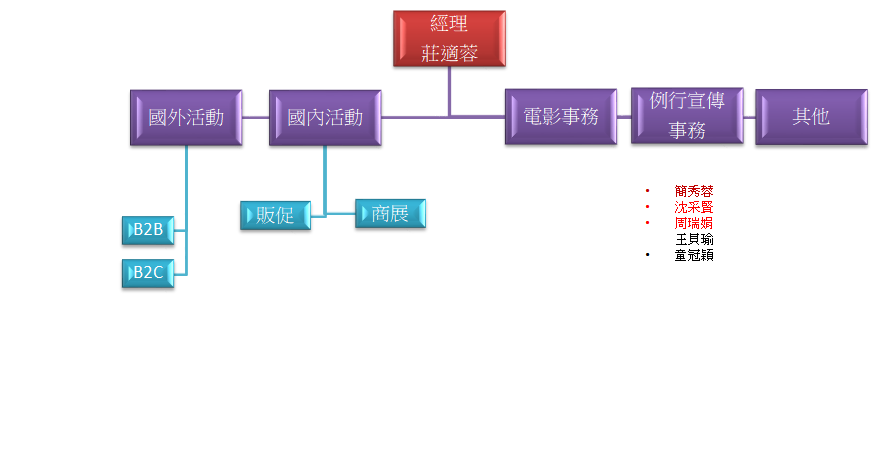 經理
莊適蓉
國外活動
國內活動
電影事務
例行宣傳
事務
其他
B2B
B2C
販促
商展
• 簡秀蓉
• 沈采賢
• 周瑞娟
王貝瑜
• 童冠穎